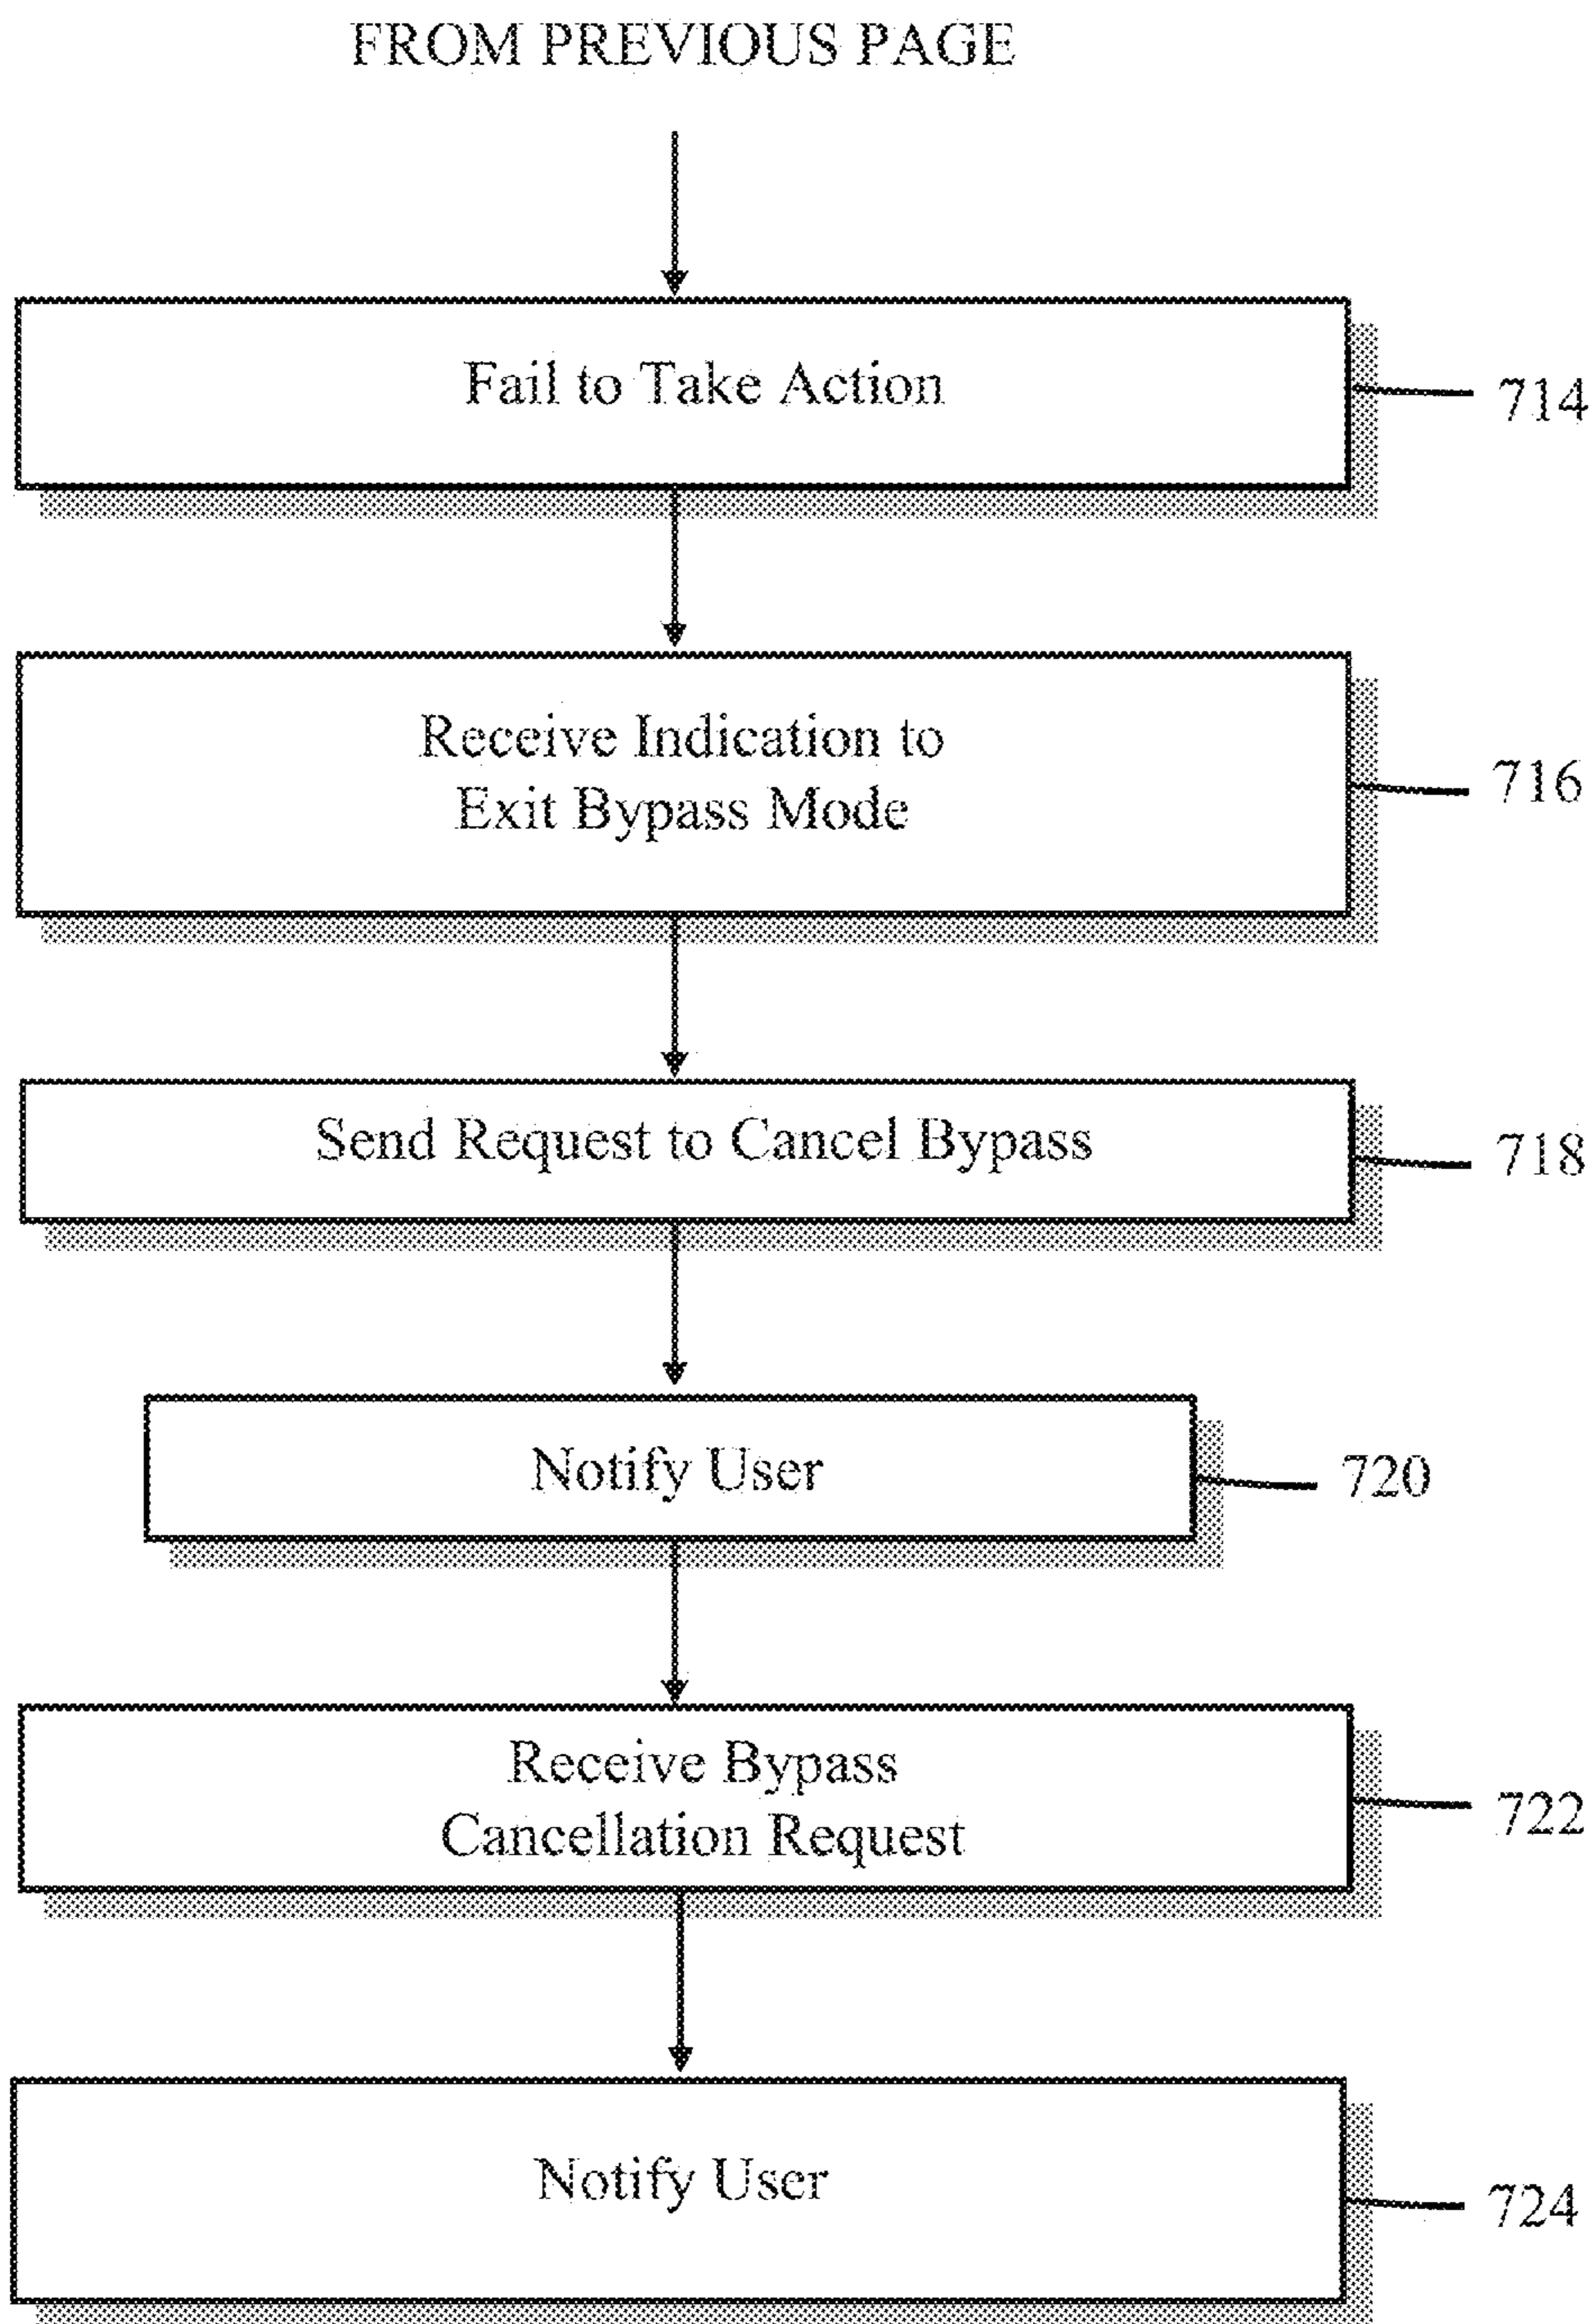 FROM PREVIOUS PAGE
Fail to Take Action
714
Receive Indication to
Exit Bypass Mode
716
Send Request to Cancel Bypass
718
Notify User
720
Receive Bypass
Cancellation Request
722
Notify User
724